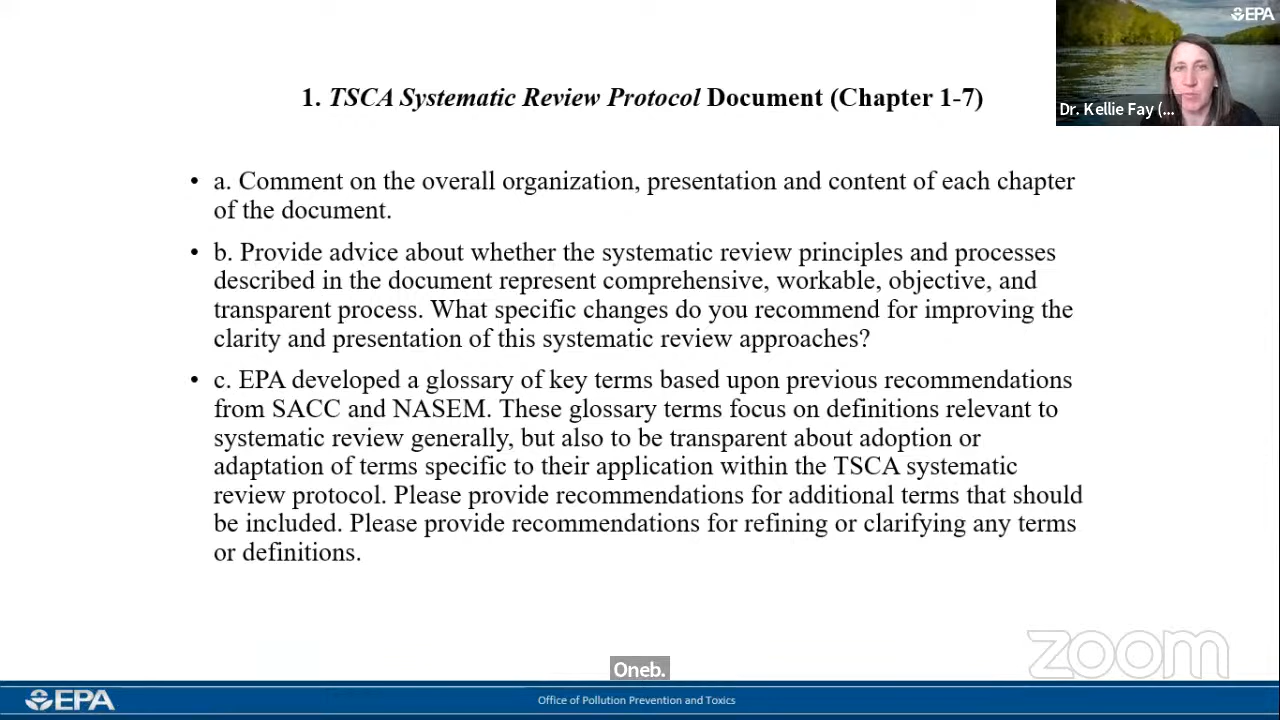 EPA
Dr. Kellie Fay (...
1. TSCA Systematic Review Protocol Document (Chapter 1-7)
• a. Comment on the overall organization, presentation and content of each chapter
of the document.
• b. Provide advice about whether the systematic review principles and processes
described in the document represent comprehensive, workable, objective, and
transparent process. What specific changes do you recommend for improving the
clarity and presentation of this systematic review approaches?
• c. EPA developed a glossary of key terms based upon previous recommendations
from SACC and NASEM. These glossary terms focus on definitions relevant to
systematic review generally, but also to be transparent about adoption or
adaptation of terms specific to their application within the TSCA systematic
review protocol. Please provide recommendations for additional terms that should
be included. Please provide recommendations for refining or clarifying any terms
or definitions.
zoom
Oneb.
EPA
Office of Pollution Prevention and Toxics